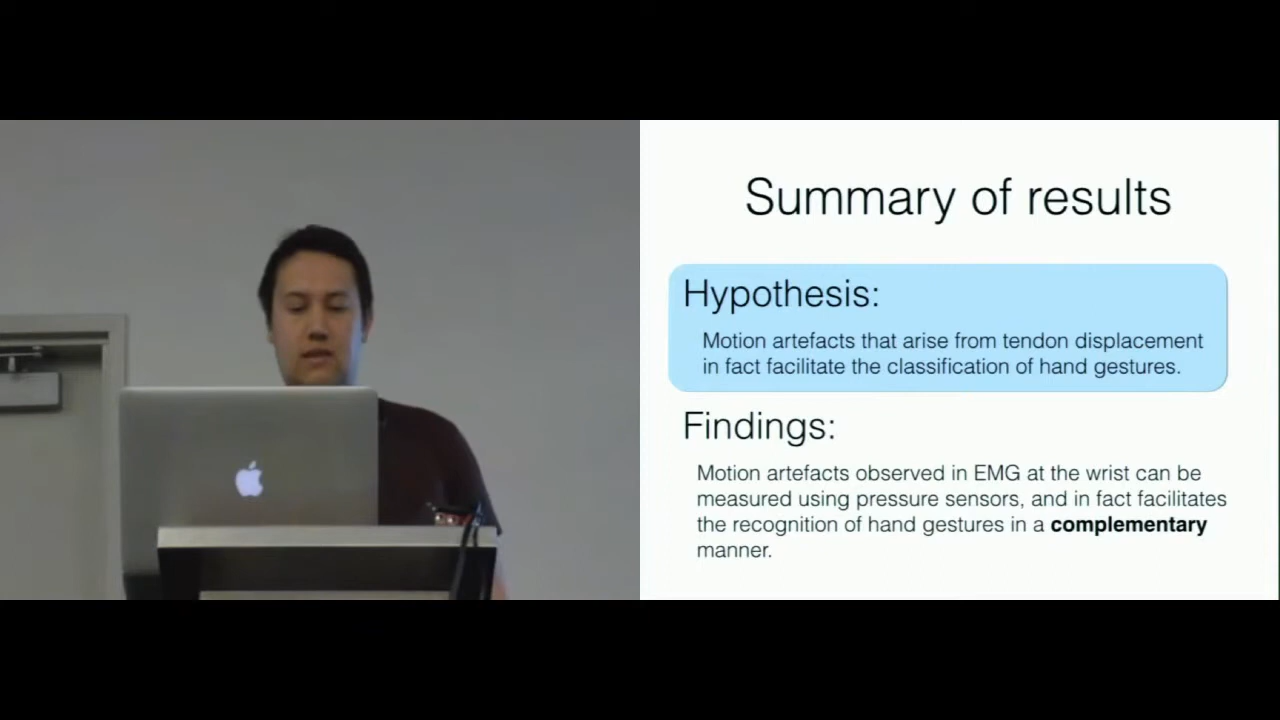 Summary of results
Hypothesis:
Motion artefacts that arise from tendon displacement
in fact facilitate the classification of hand gestures.
Findings:
Motion artefacts observed in EMG at the wrist can be
measured using pressure sensors, and in fact facilitates
the recognition of hand gestures in a complementary
manner.